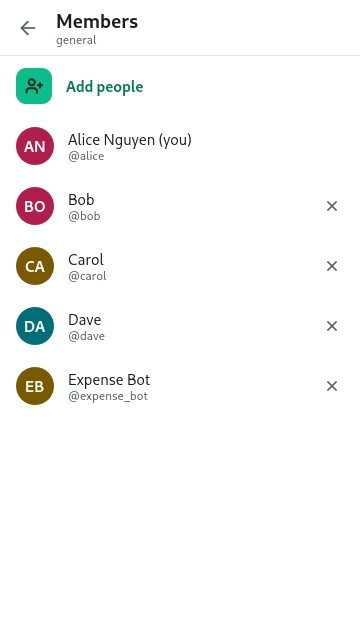 Members
general
Add people
AN
Alice Nguyen (you)
@alice
BO
Bob
@bob
CA
Carol
@carol
DA
Dave
@dave
EB
Expense Bot
@expense_bot